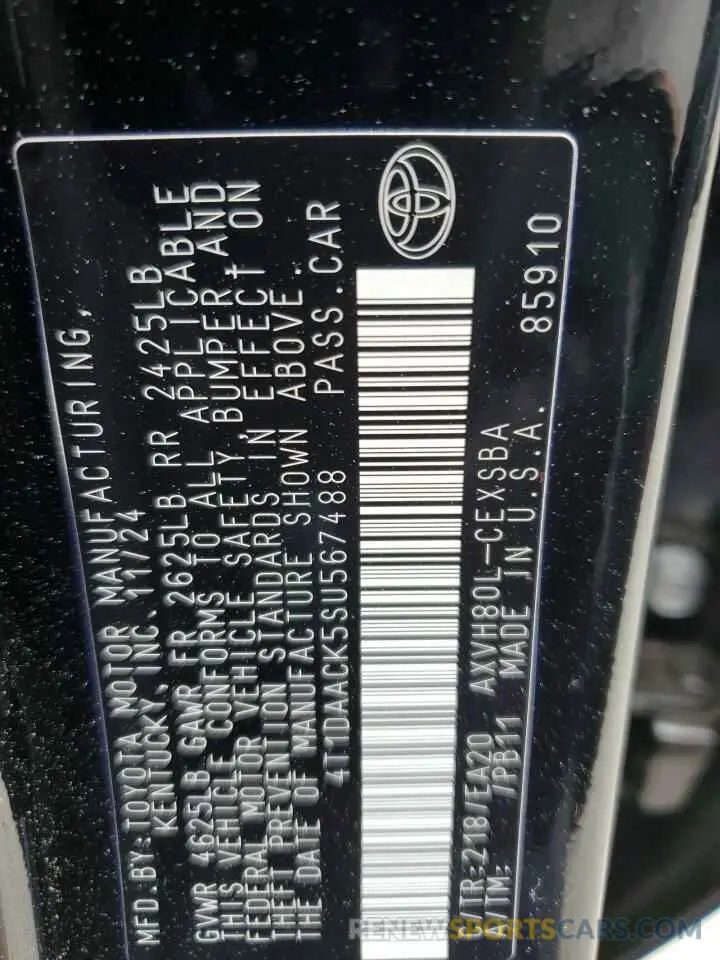 MFD.BY:TOYOTA MOTOR MANUFACTURING,
KENTUCKY, INC. 11/24
GVWR 4625LB GAWR FR 2625LB RR 2425LB
THIS VEHICLE CONFORMS TO ALL APPLICABLE
FEDERAL MOTOR VEHICLE SAFETY, BUMPER, AND
THEFT PREVENTION STANDARDS IN EFFECT ON
THE DATE OF MANUFACTURE SHOWN ABOVE.
4T1DAACK5SU567488 PASS.CAR
C/TR:218/EA20 AXVH80L-CEXSBA
A/TM: /PB11 MADE IN U.S.A. 85910
RENEWSPORTSCARS.COM